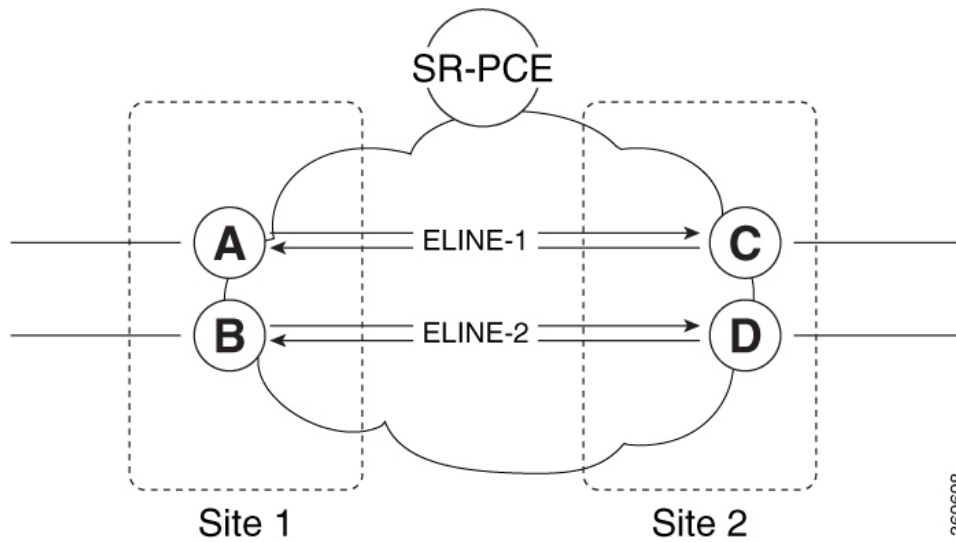 SR-PCE
A
ELINE-1
C
B
ELINE-2
D
Site 1
Site 2